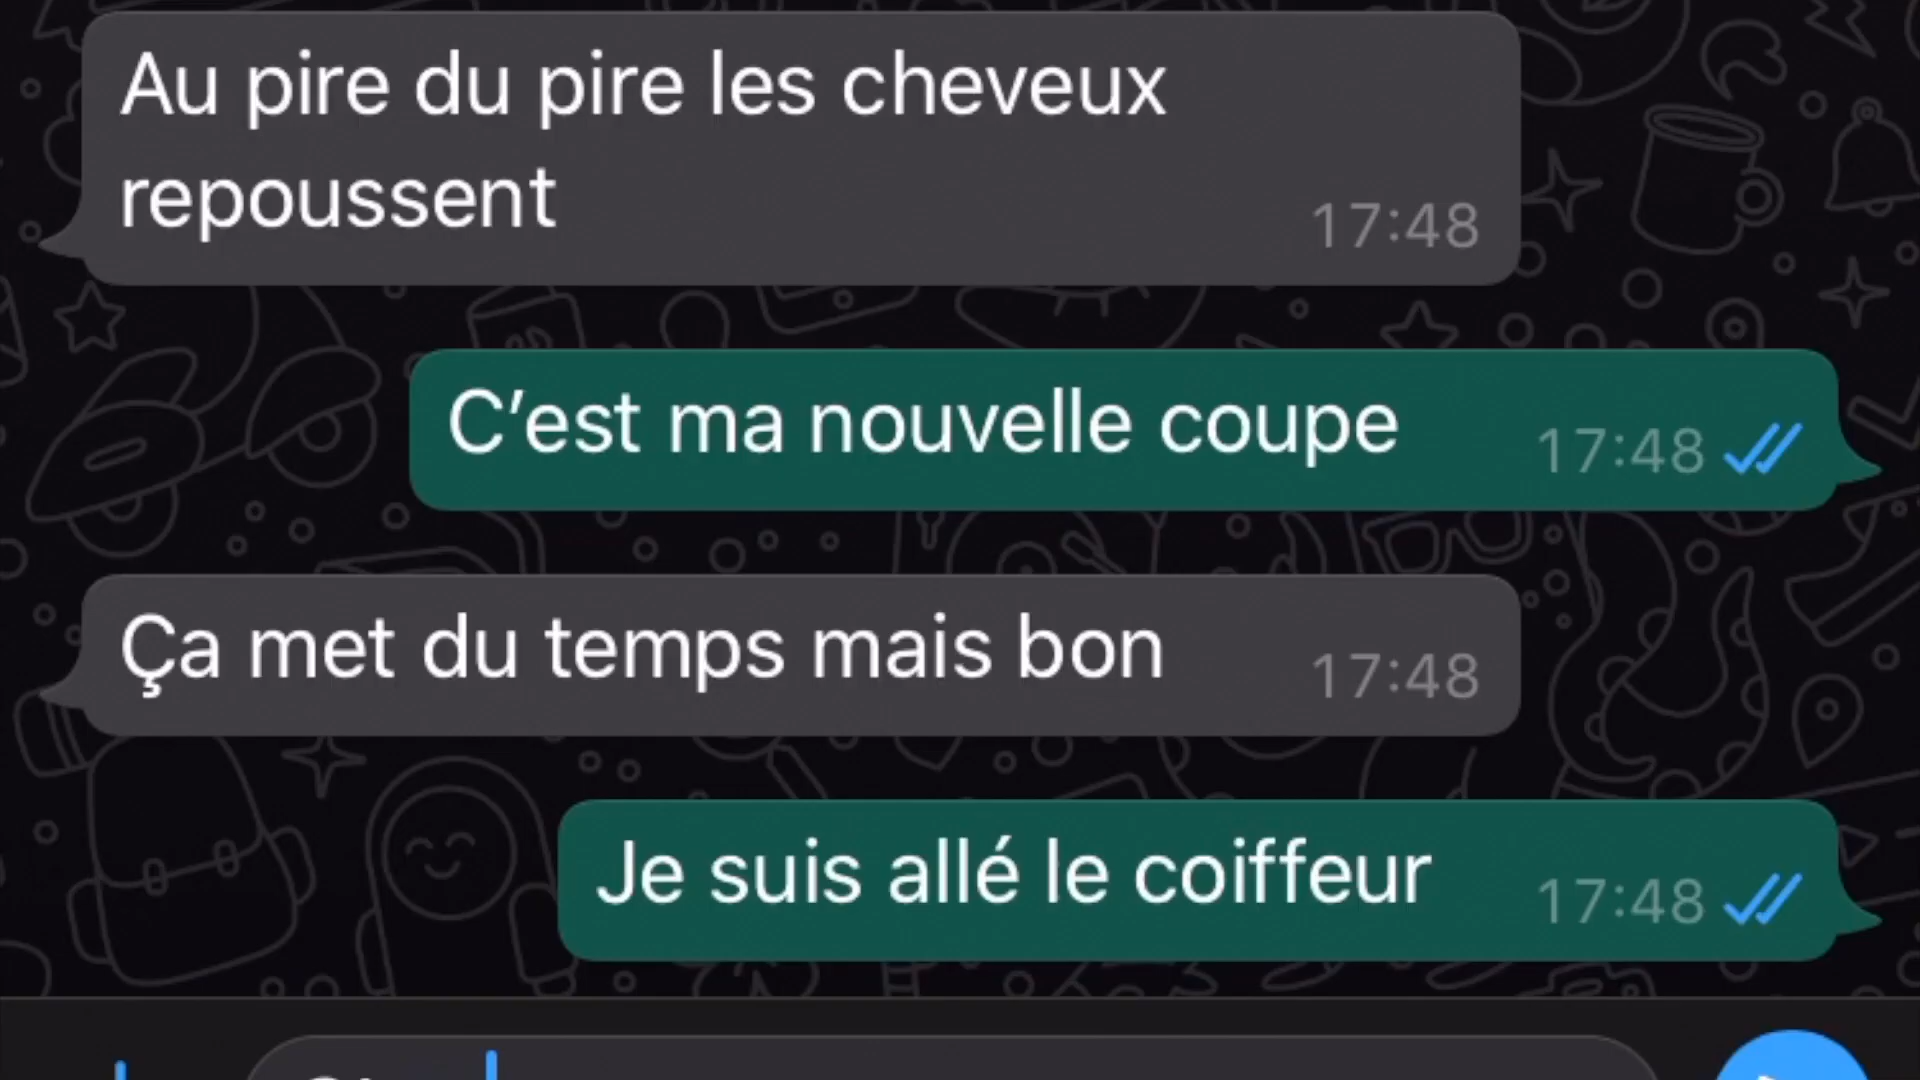 Au pire du pire les cheveux
repoussent
17:48
C’est ma nouvelle coupe
17:48
Ça met du temps mais bon
17:48
Je suis allé le coiffeur
17:48